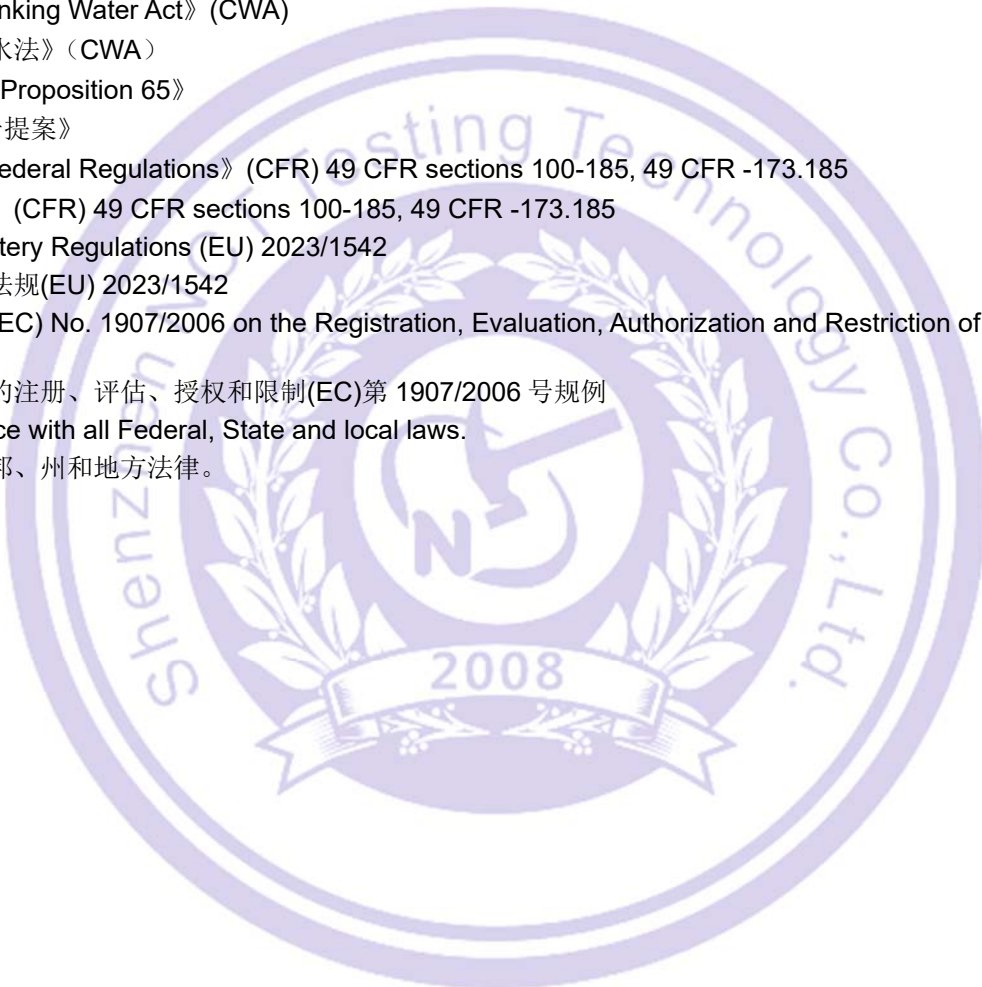 nking Water Act》(CWA)
水法》（CWA）
Proposition 65》
提案》
ederal Regulations》(CFR) 49 CFR sections 100-185, 49 CFR -173.185
(CFR) 49 CFR sections 100-185, 49 CFR -173.185
tery Regulations (EU) 2023/1542
法规(EU) 2023/1542
EC) No. 1907/2006 on the Registration, Evaluation, Authorization and Restriction of
的注册、评估、授权和限制(EC)第 1907/2006 号规例
ce with all Federal, State and local laws.
邦、州和地方法律。
Shenzhen NCT Testing Technology Co.,Ltd.
2008